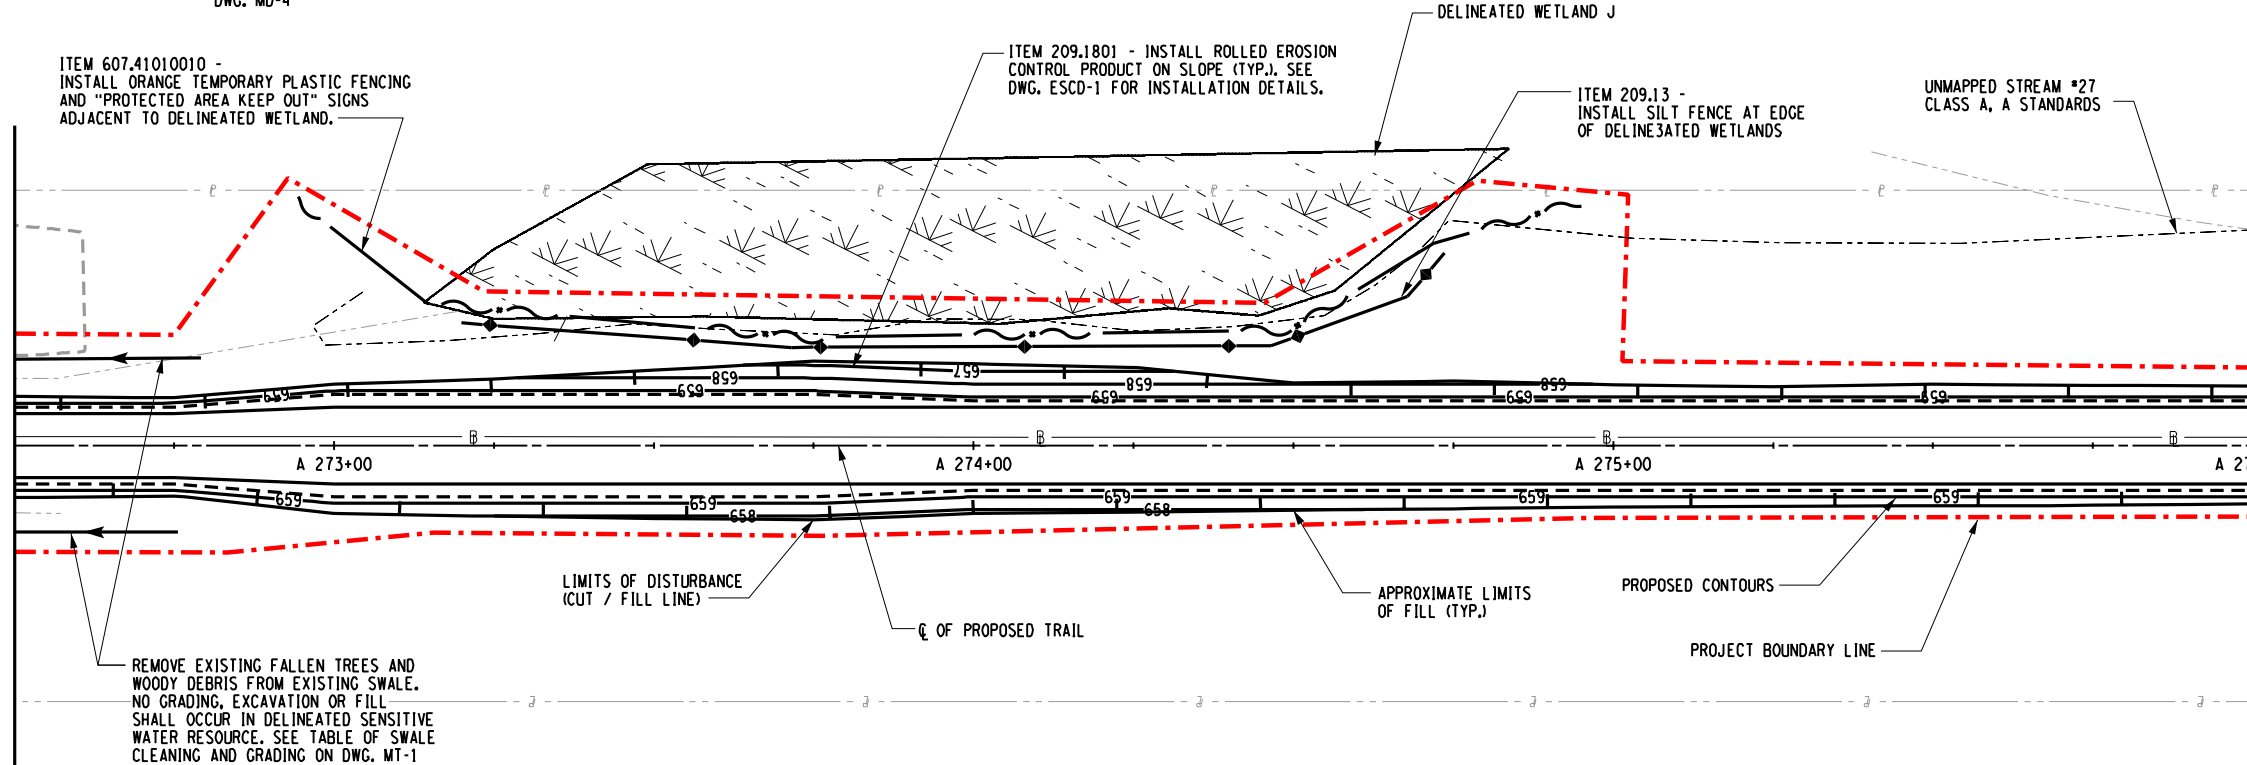 DWG. MD-4
DELINEATED WETLAND J
ITEM 607.41010010 -
INSTALL ORANGE TEMPORARY PLASTIC FENCING
AND "PROTECTED AREA KEEP OUT" SIGNS
ADJACENT TO DELINEATED WETLAND.
ITEM 209.1801 - INSTALL ROLLED EROSION
CONTROL PRODUCT ON SLOPE (TYP.). SEE
DWG. ESCD-1 FOR INSTALLATION DETAILS.
ITEM 209.13 -
INSTALL SILT FENCE AT EDGE
OF DELINE3ATED WETLANDS
UNMAPPED STREAM *27
CLASS A, A STANDARDS
659
659
658
657
658
659
658
659
659
A 273+00
A 274+00
A 275+00
A 27
659
659
658
659
658
659
659
LIMITS OF DISTURBANCE
(CUT / FILL LINE)
℄ OF PROPOSED TRAIL
APPROXIMATE LIMITS
OF FILL (TYP.)
PROPOSED CONTOURS
PROJECT BOUNDARY LINE
REMOVE EXISTING FALLEN TREES AND
WOODY DEBRIS FROM EXISTING SWALE.
NO GRADING, EXCAVATION OR FILL
SHALL OCCUR IN DELINEATED SENSITIVE
WATER RESOURCE. SEE TABLE OF SWALE
CLEANING AND GRADING ON DWG. MT-1